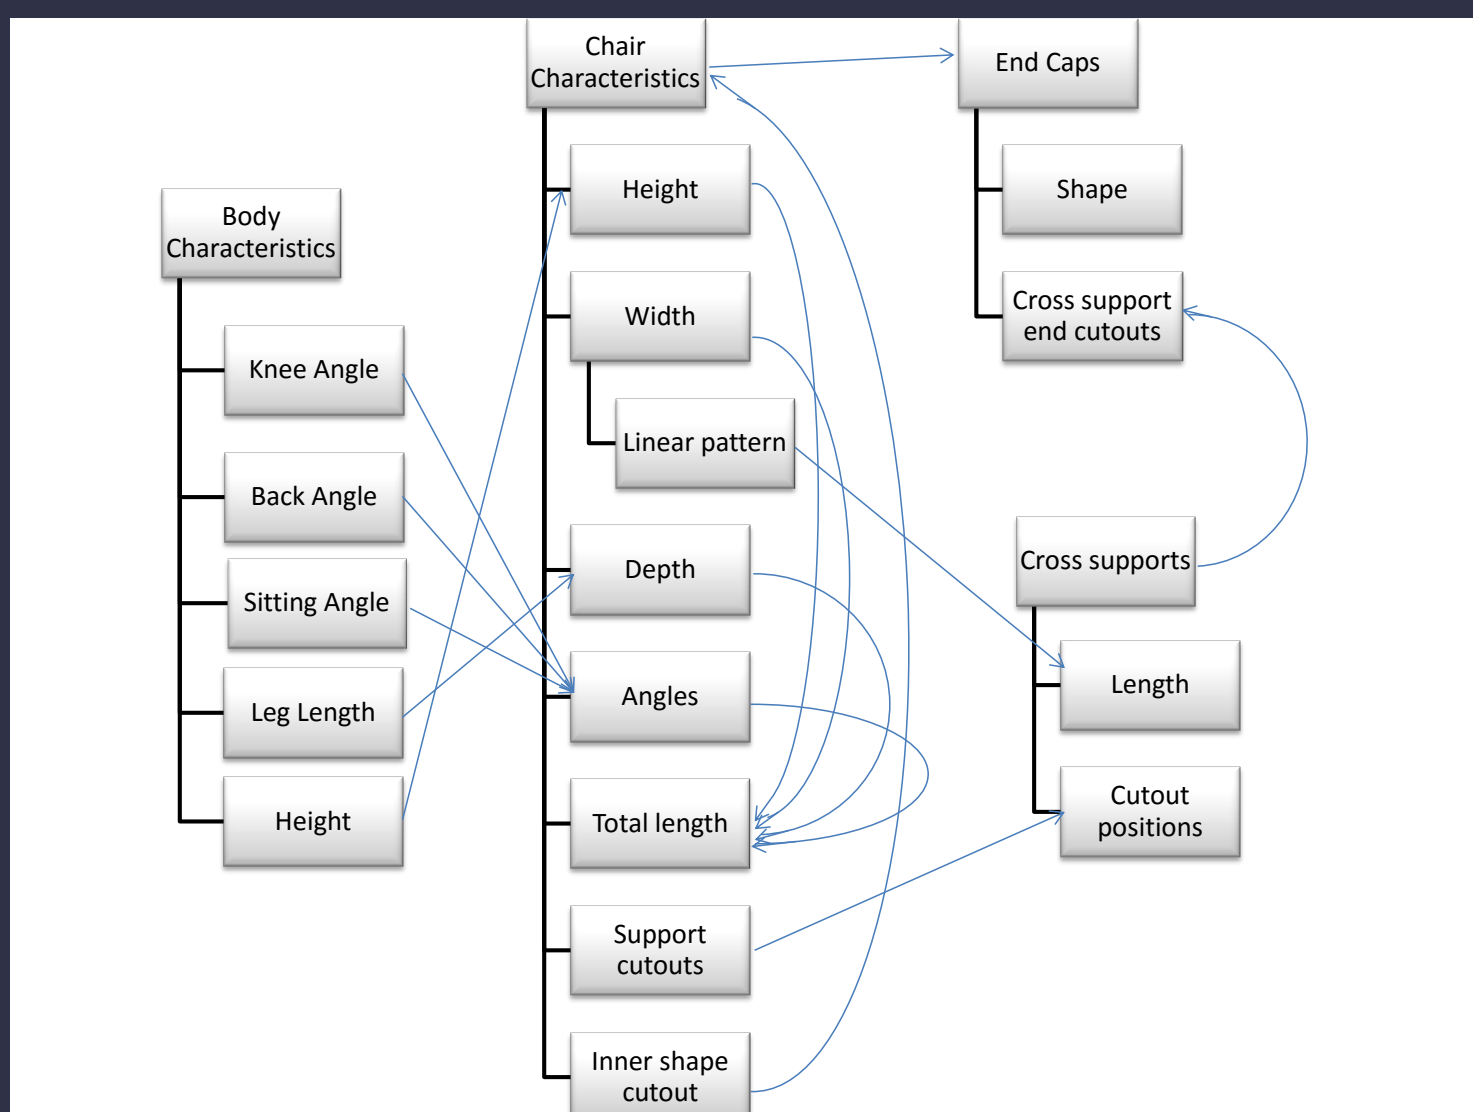 Chair
Characteristics
End Caps
Height
Shape
Body
Characteristics
Width
Cross support
end cutouts
Knee Angle
Linear pattern
Back Angle
Depth
Cross supports
Sitting Angle
Angles
Length
Leg Length
Total length
Cutout
positions
Height
Support
cutouts
Inner shape
cutout